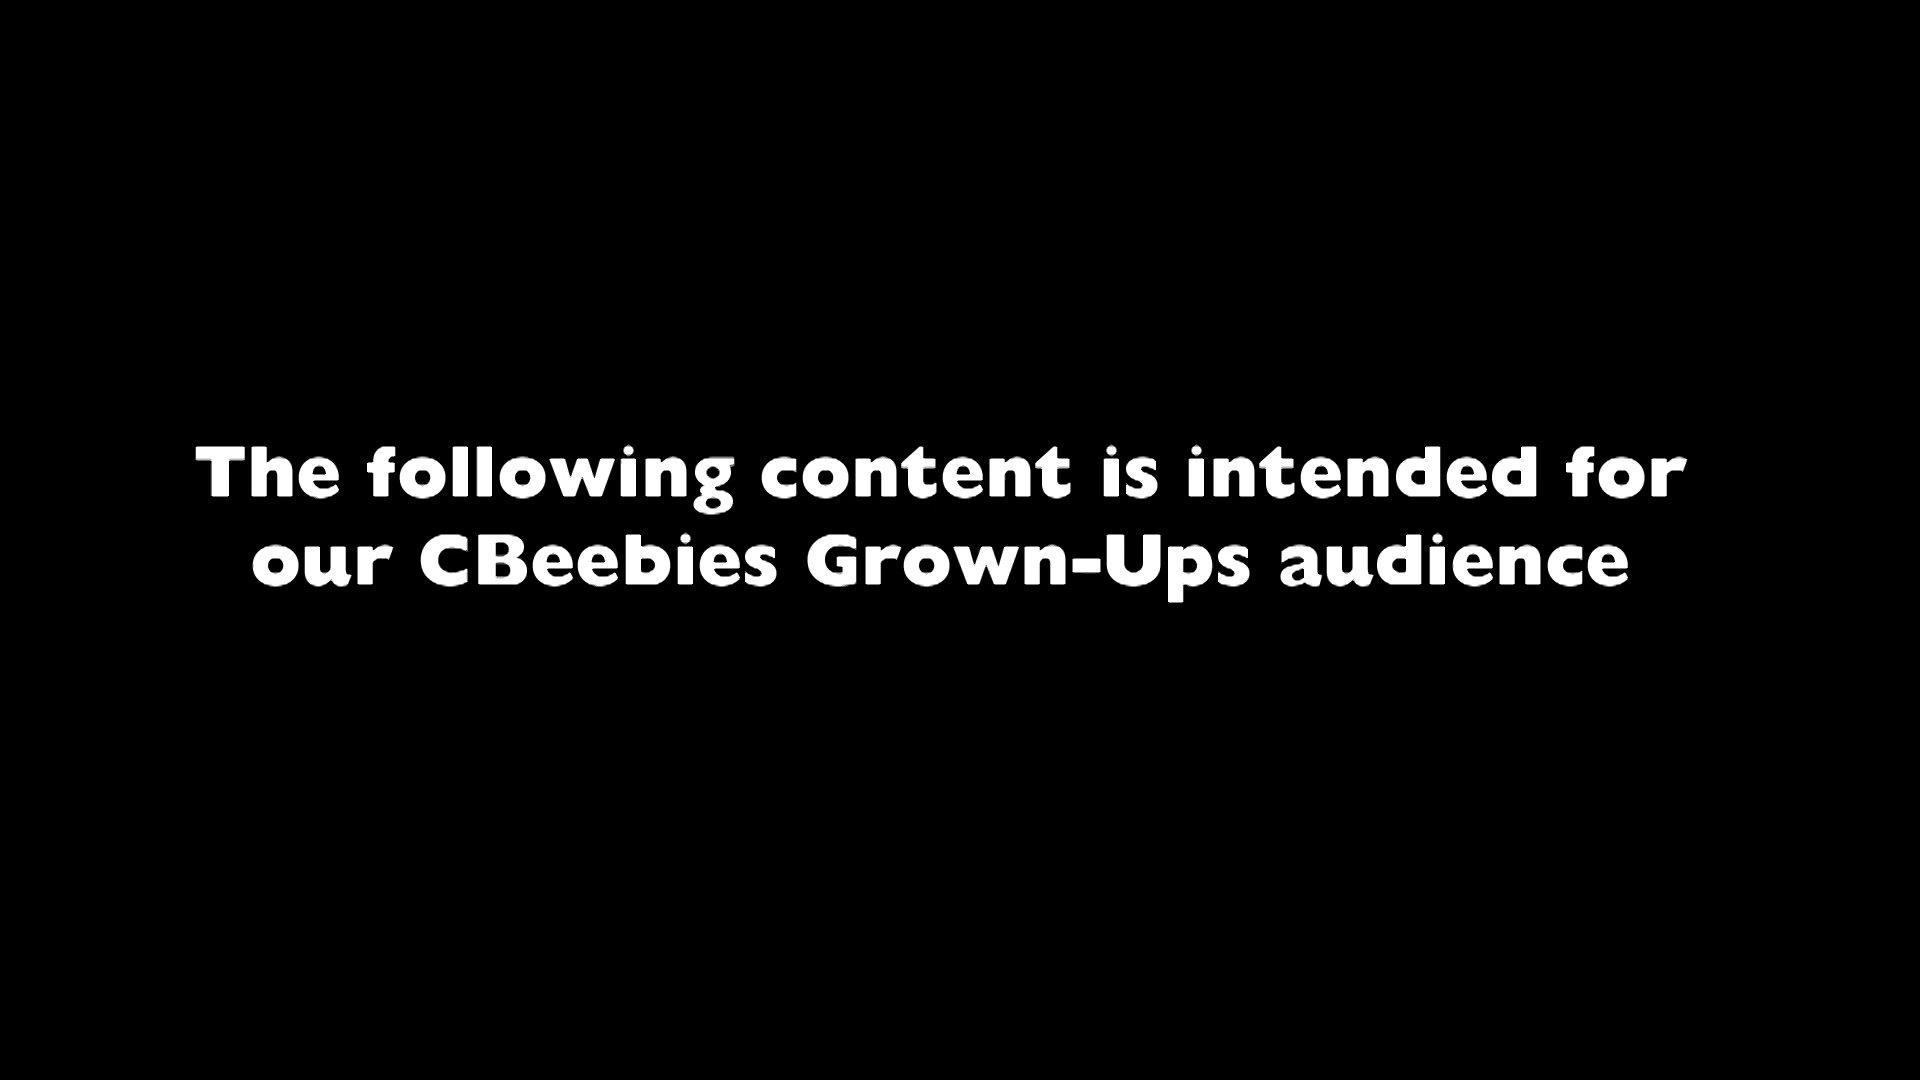 The following content is intended for
our CBeebies Grown-Ups audience